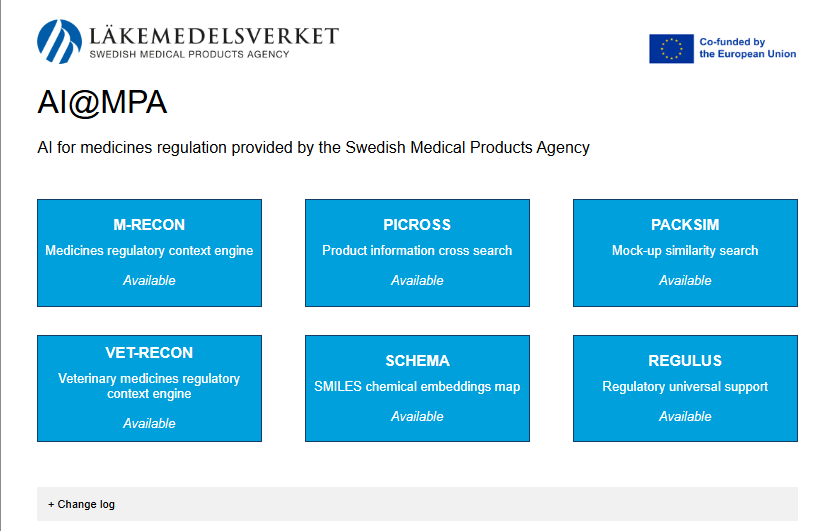 LÄKEMEDELSVERKET
SWEDISH MEDICAL PRODUCTS AGENCY
Co-funded by
the European Union
AI@MPA
AI for medicines regulation provided by the Swedish Medical Products Agency
M-RECON
Medicines regulatory context engine
Available
PICROSS
Product information cross search
Available
PACKSIM
Mock-up similarity search
Available
VET-RECON
Veterinary medicines regulatory
context engine
Available
SCHEMA
SMILES chemical embeddings map
Available
REGULUS
Regulatory universal support
Available
+ Change log